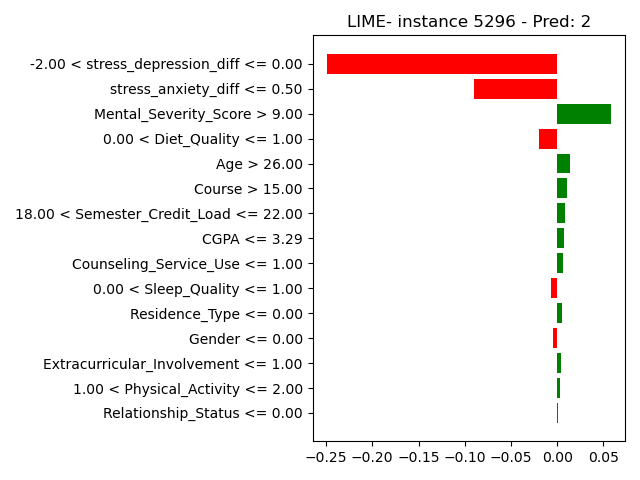 LIME- instance 5296 - Pred: 2
-2.00 < stress_depression_diff <= 0.00
stress_anxiety_diff <= 0.50
Mental_Severity_Score > 9.00
0.00 < Diet_Quality <= 1.00
Age > 26.00
Course > 15.00
18.00 < Semester_Credit_Load <= 22.00
CGPA <= 3.29
Counseling_Service_Use <= 1.00
0.00 < Sleep_Quality <= 1.00
Residence_Type <= 0.00
Gender <= 0.00
Extracurricular_Involvement <= 1.00
1.00 < Physical_Activity <= 2.00
Relationship_Status <= 0.00
−0.25 −0.20 −0.15 −0.10 −0.05 0.00 0.05